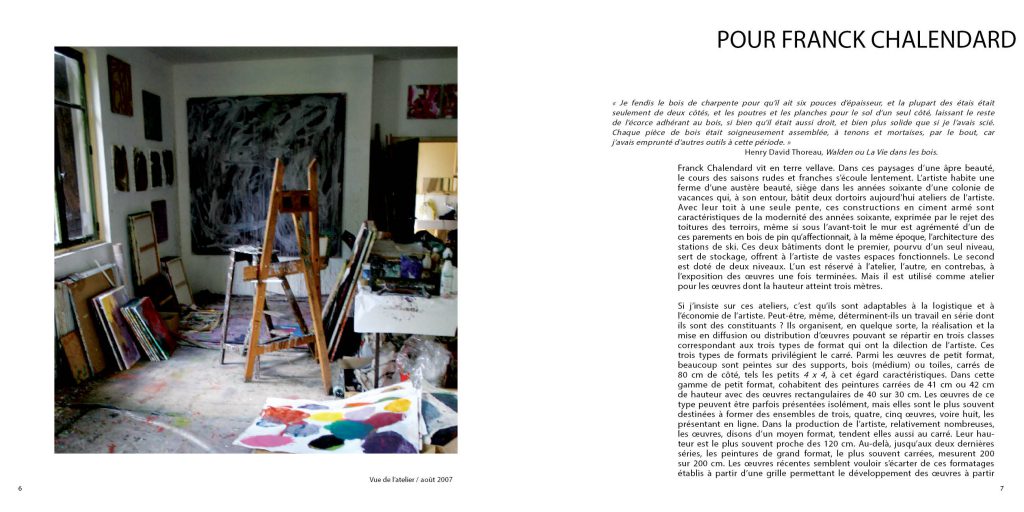 POUR FRANCK CHALENDARD
« Je fendis le bois de charpente pour qu'il ait six pouces d'épaisseur, et la plupart des étais était
seulement de deux côtés, et les poutres et les planches pour le sol d'un seul côté, laissant le reste
de l'écorce adhérant au bois, si bien qu'il était aussi droit, et bien plus solide que si je l'avais scié.
Chaque pièce de bois était soigneusement assemblée, à tenons et mortaises, par le bout, car
j'avais emprunté d'autres outils à cette période. »
Henry David Thoreau, Walden ou La Vie dans les bois.
Franck Chalendard vit en terre vellave. Dans ces paysages d'une âpre beauté,
le cours des saisons rudes et franches s'écoule lentement. L'artiste habite une
ferme d'une austère beauté, siège dans les années soixante d'une colonie de
vacances qui, à son entour, bâtit deux dortoirs aujourd'hui ateliers de l'artiste.
Avec leur toit à une seule pente, ces constructions en ciment armé sont
caractéristiques de la modernité des années soixante, exprimée par le rejet des
toitures des terroirs, même si sous l'avant-toit le mur est agrémenté d'un de
ces parements en bois de pin qu'affectionnait, à la même époque, l'architecture des
stations de ski. Ces deux bâtiments dont le premier, pourvu d'un seul niveau,
sert de stockage, offrent à l'artiste de vastes espaces fonctionnels. Le second
est doté de deux niveaux. L'un est réservé à l'atelier, l'autre, en contrebas, à
l'exposition des œuvres une fois terminées. Mais il est utilisé comme atelier
pour les œuvres dont la hauteur atteint trois mètres.
Si j'insiste sur ces ateliers, c'est qu'ils sont adaptables à la logistique et à
l'économie de l'artiste. Peut-être, même, déterminent-ils un travail en série dont
ils sont des constituants ? Ils organisent, en quelque sorte, la réalisation et la
mise en diffusion ou distribution d'œuvres pouvant se répartir en trois classes
correspondant aux trois types de format qui ont la dilection de l'artiste. Ces
trois types de formats privilégient le carré. Parmi les œuvres de petit format,
beaucoup sont peintes sur des supports, bois (médium) ou toiles, carrés de
80 cm de côté, tels les petits 4 x 4, à cet égard caractéristiques. Dans cette
gamme de petit format, cohabitent des peintures carrées de 41 cm ou 42 cm
de hauteur avec des œuvres rectangulaires de 40 sur 30 cm. Les œuvres de ce
type peuvent être parfois présentées isolément, mais elles sont le plus souvent
destinées à former des ensembles de trois, quatre, cinq œuvres, voire huit, les
présentant en ligne. Dans la production de l'artiste, relativement nombreuses,
les œuvres, disons d'un moyen format, tendent elles aussi au carré. Leur hau-
teur est le plus souvent proche des 120 cm. Au-delà, jusqu'aux deux dernières
séries, les peintures de grand format, le plus souvent carrées, mesurent 200
sur 200 cm. Les œuvres récentes semblent vouloir s'écarter de ces formatages
établis à partir d'une grille permettant le développement des œuvres à partir
Vue de l'atelier / août 2007
6
7